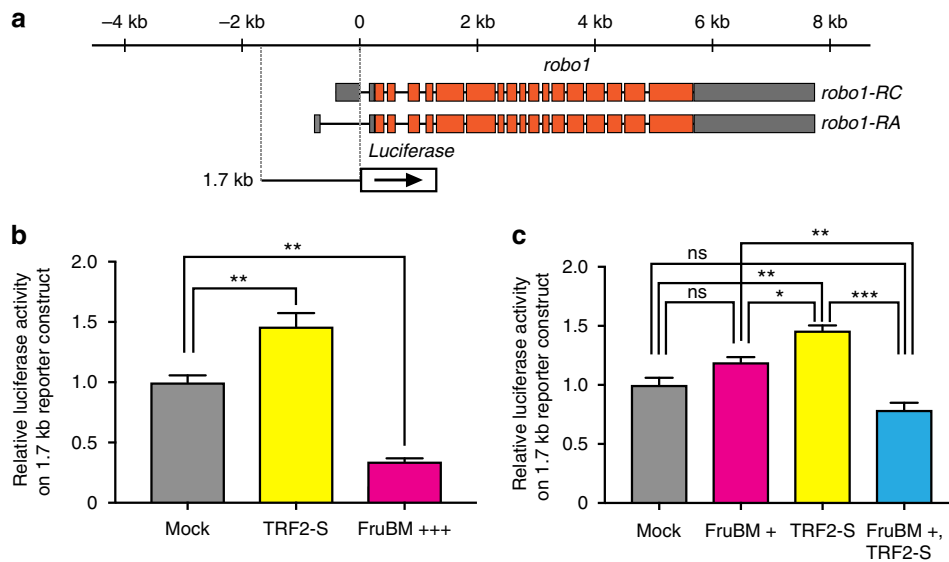 a
–4 kb –2 kb 0 2 kb 4 kb 6 kb 8 kb
robo1
robo1-RC
robo1-RA
Luciferase
1.7 kb
b
Relative luciferase activity
on 1.7 kb reporter construct
2.0
1.5
1.0
0.5
0
**
**
Mock TRF2-S FruBM +++
c
Relative luciferase activity
on 1.7 kb reporter construct
2.0
1.5
1.0
0.5
0
**
ns
**
ns * ***
Mock FruBM + TRF2-S FruBM +,
TRF2-S